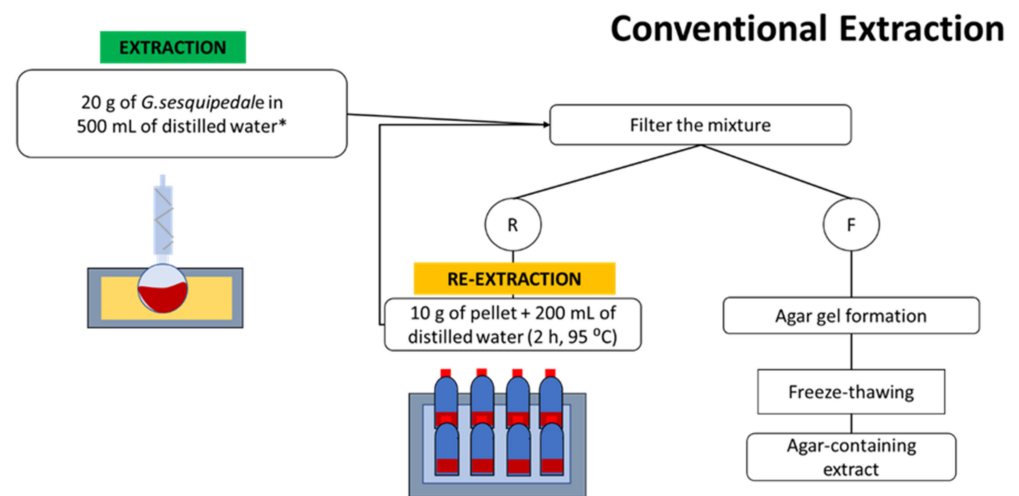 Conventional Extraction
EXTRACTION
20 g of G.sesquipedale in
500 mL of distilled water*
Filter the mixture
R
F
RE-EXTRACTION
10 g of pellet + 200 mL of
distilled water (2 h, 95 ⁰C)
Agar gel formation
Freeze-thawing
Agar-containing
extract